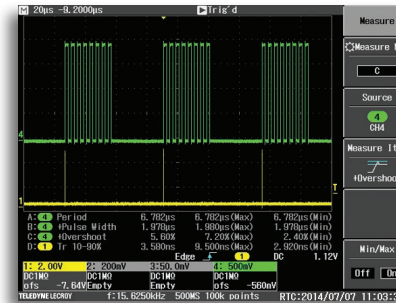 M 20µs -9.2000µs Trig'd
Measure
Measure I
C
Source
4
CH4
Measure It
+Overshoo
Min/Max
Off On
4
1
T
A:4 Period 6.782µs 6.782µs(Max) 6.782µs(Min)
B:4 +Pulse Width 1.978µs 1.980µs(Max) 1.978µs(Min)
C:4 +Overshoot 5.60% 7.20%(Max) 2.40%(Min)
D:1 Tr 10-90% 3.580ns 9.500ns(Max) 2.920ns(Min)
Edge 1 DC 1.12V
1: 2.00V 2: 200mV 3:50.0mV 4: 500mV
DC1MΩ DC1MΩ DC1MΩ DC1MΩ
ofs -7.64V Empty Empty ofs -560mV
TELEDYNE LECROY f:15.6250kHz 500MS 100k points RTC:2014/07/07 11:03: